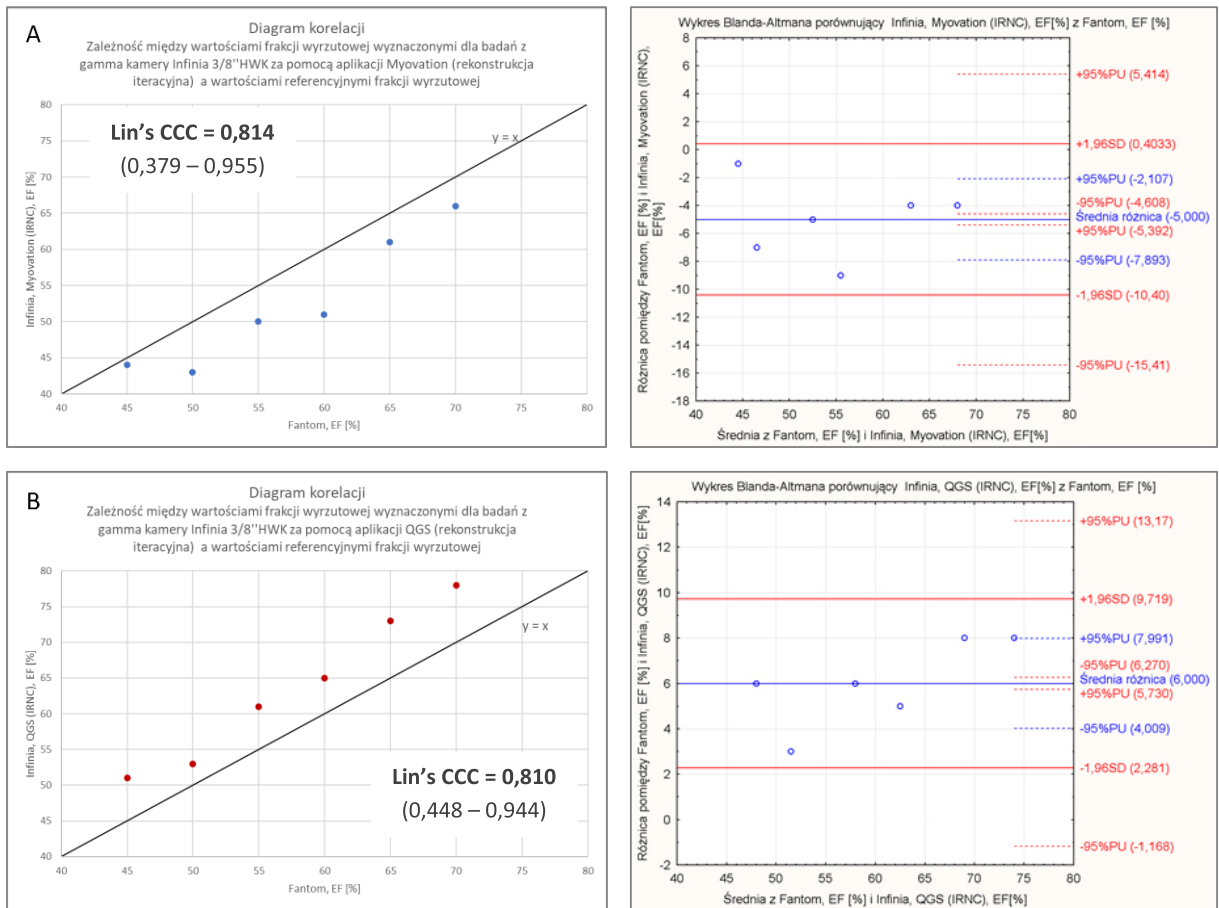 A
Diagram korelacji
Zależność między wartościami frakcji wyrzutowej wyznaczonymi dla badań z
gamma kamery Infinia 3/8''HWK za pomocą aplikacji Myovation (rekonstrukcja
iteracyjna) a wartościami referencyjnymi frakcji wyrzutowej
80
75
70
65
60
55
50
45
40
Infinia, Myovation (IRNC), EF [%]
Lin's CCC = 0,814
(0,379 – 0,955)
y = x
40 45 50 55 60 65 70 75 80
Fantom, EF [%]
Wykres Blanda-Altmana porównujący Infinia, Myovation (IRNC), EF[%] z Fantom, EF [%]
Różnica pomiędzy Fantom, EF [%] i Infinia, Myovation (IRNC),
EF[%]
8
6
4
2
0
-2
-4
-6
-8
-10
-12
-14
-16
-18
+95%PU (5,414)
+1,96SD (0,4033)
+95%PU (-2,107)
-95%PU (-4,608)
Średnia różnica (-5,000)
+95%PU (-5,392)
-95%PU (-7,893)
-1,96SD (-10,40)
-95%PU (-15,41)
40 45 50 55 60 65 70 75 80
Średnia z Fantom, EF [%] i Infinia, Myovation (IRNC), EF[%]
B
Diagram korelacji
Zależność między wartościami frakcji wyrzutowej wyznaczonymi dla badań z
gamma kamery Infinia 3/8''HWK za pomocą aplikacji QGS (rekonstrukcja
iteracyjna) a wartościami referencyjnymi frakcji wyrzutowej
80
75
70
65
60
55
50
45
40
Infinia, QGS (IRNC), EF [%]
y = x
Lin's CCC = 0,810
(0,448 – 0,944)
40 45 50 55 60 65 70 75 80
Fantom, EF [%]
Wykres Blanda-Altmana porównujący Infinia, QGS (IRNC), EF[%] z Fantom, EF [%]
Różnica pomiędzy Fantom, EF [%] i Infinia, QGS (IRNC), EF[%]
14
12
10
8
6
4
2
0
-2
+95%PU (13,17)
+1,96SD (9,719)
+95%PU (7,991)
-95%PU (6,270)
Średnia różnica (6,000)
+95%PU (5,730)
-95%PU (4,009)
-1,96SD (2,281)
-95%PU (-1,168)
40 45 50 55 60 65 70 75 80
Średnia z Fantom, EF [%] i Infinia, QGS (IRNC), EF[%]